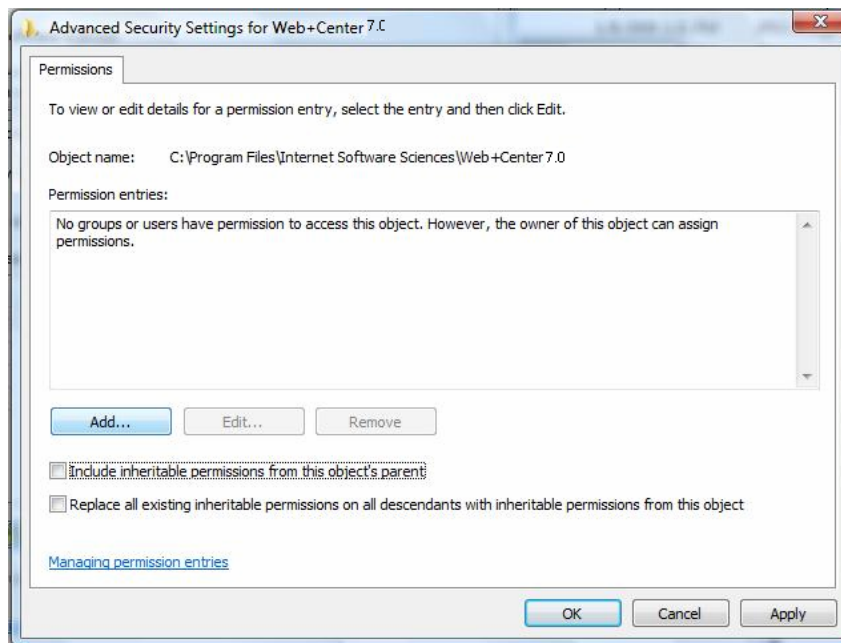 Advanced Security Settings for Web+Center 7.0
Permissions
To view or edit details for a permission entry, select the entry and then click Edit.
Object name: C:\Program Files\Internet Software Sciences\Web+Center7.0
Permission entries:
No groups or users have permission to access this object. However, the owner of this object can assign
permissions.
Add... Edit... Remove
Include inheritable permissions from this object's parent
Replace all existing inheritable permissions on all descendants with inheritable permissions from this object
Managing permission entries
OK Cancel Apply